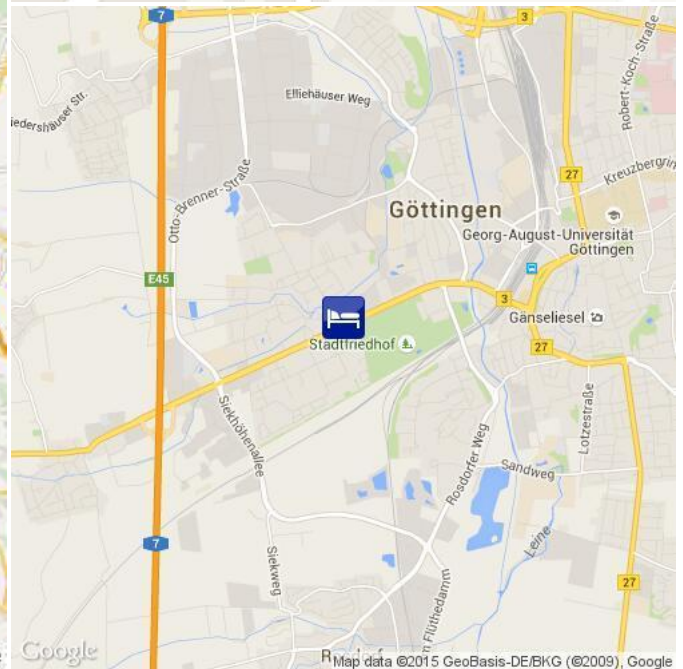 7
3
Elliehäuser Weg
Robert-Koch-Straße
iedershäuser Str.
27
Kreuzbergrin
Otto-Brenner-Straße
Göttingen
Georg-August-Universität
Göttingen
E45
3
Gänseliesel
Stadtfriedhof
27
Siekhöhenallee
Lotzestraße
Rosdorfer Weg
Sandweg
7
Leine
Siekweg
27
m Flüthedamm
Google
Map data ©2015 GeoBasis-DE/BKG (©2009), Google